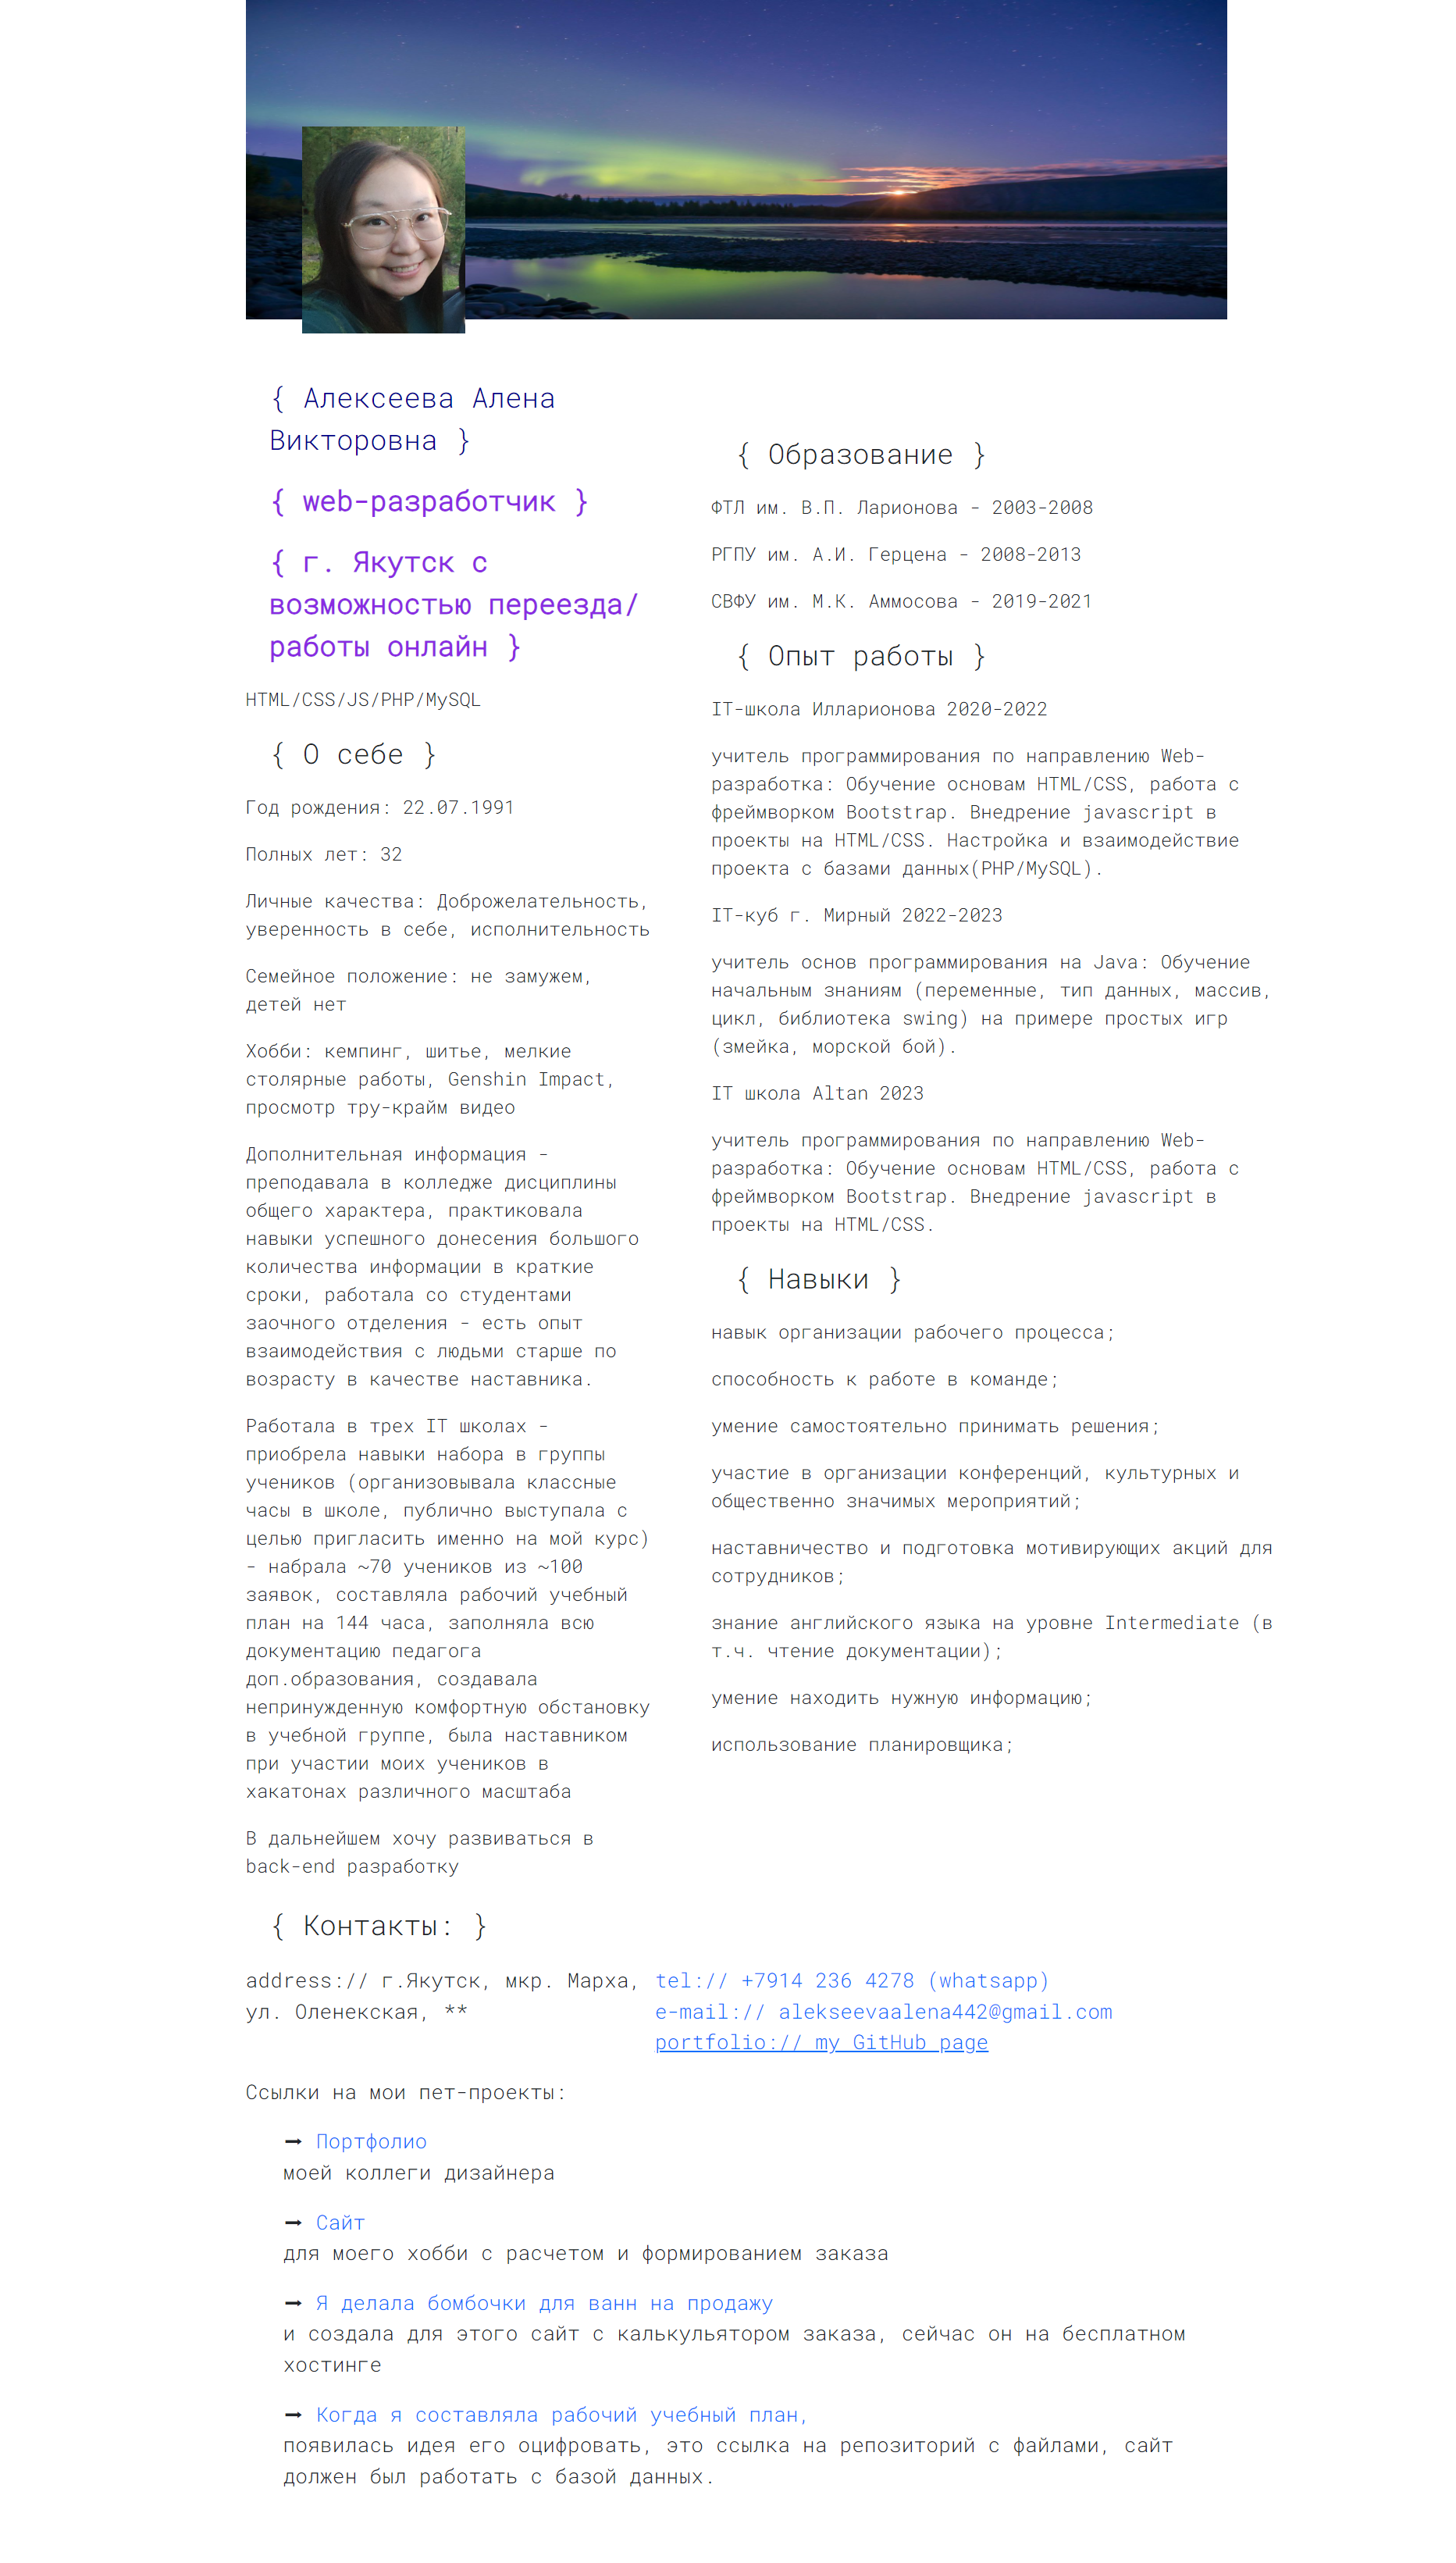 { Алексеева Алена
Викторовна }
{ web-разработчик }
{ г. Якутск с
возможностью переезда/
работы онлайн }
HTML/CSS/JS/PHP/MySQL
{ О себе }
Год рождения: 22.07.1991
Полных лет: 32
Личные качества: Доброжелательность,
уверенность в себе, исполнительность
Семейное положение: не замужем,
детей нет
Хобби: кемпинг, шитье, мелкие
столярные работы, Genshin Impact,
просмотр тру-крайм видео
Дополнительная информация -
преподавала в колледже дисциплины
общего характера, практиковала
навыки успешного донесения большого
количества информации в краткие
сроки, работала со студентами
заочного отделения - есть опыт
взаимодействия с людьми старше по
возрасту в качестве наставника.
Работала в трех IT школах -
приобрела навыки набора в группы
учеников (организовывала классные
часы в школе, публично выступала с
целью пригласить именно на мой курс)
- набрала ~70 учеников из ~100
заявок, составляла рабочий учебный
план на 144 часа, заполняла всю
документацию педагога
доп.образования, создавала
непринужденную комфортную обстановку
в учебной группе, была наставником
при участии моих учеников в
хакатонах различного масштаба
В дальнейшем хочу развиваться в
back-end разработку
{ Образование }
ФТЛ им. В.П. Ларионова - 2003-2008
РГПУ им. А.И. Герцена - 2008-2013
СВФУ им. М.К. Аммосова - 2019-2021
{ Опыт работы }
IT-школа Илларионова 2020-2022
учитель программирования по направлению Web-
разработка: Обучение основам HTML/CSS, работа с
фреймворком Bootstrap. Внедрение javascript в
проекты на HTML/CSS. Настройка и взаимодействие
проекта с базами данных(PHP/MySQL).
IT-куб г. Мирный 2022-2023
учитель основ программирования на Java: Обучение
начальным знаниям (переменные, тип данных, массив,
цикл, библиотека swing) на примере простых игр
(змейка, морской бой).
IT школа Altan 2023
учитель программирования по направлению Web-
разработка: Обучение основам HTML/CSS, работа с
фреймворком Bootstrap. Внедрение javascript в
проекты на HTML/CSS.
{ Навыки }
навык организации рабочего процесса;
способность к работе в команде;
умение самостоятельно принимать решения;
участие в организации конференций, культурных и
общественно значимых мероприятий;
наставничество и подготовка мотивирующих акций для
сотрудников;
знание английского языка на уровне Intermediate (в
т.ч. чтение документации);
умение находить нужную информацию;
использование планировщика;
{ Контакты: }
address:// г.Якутск, мкр. Марха,
ул. Оленекская, **
tel:// +7914 236 4278 (whatsapp)
e-mail:// alekseevaalena442@gmail.com
portfolio:// my GitHub page
Ссылки на мои пет-проекты:
➞ Портфолио
моей коллеги дизайнера
➞ Сайт
для моего хобби с расчетом и формированием заказа
➞ Я делала бомбочки для ванн на продажу
и создала для этого сайт с калькульятором заказа, сейчас он на бесплатном
хостинге
➞ Когда я составляла рабочий учебный план,
появилась идея его оцифровать, это ссылка на репозиторий с файлами, сайт
должен был работать с базой данных.